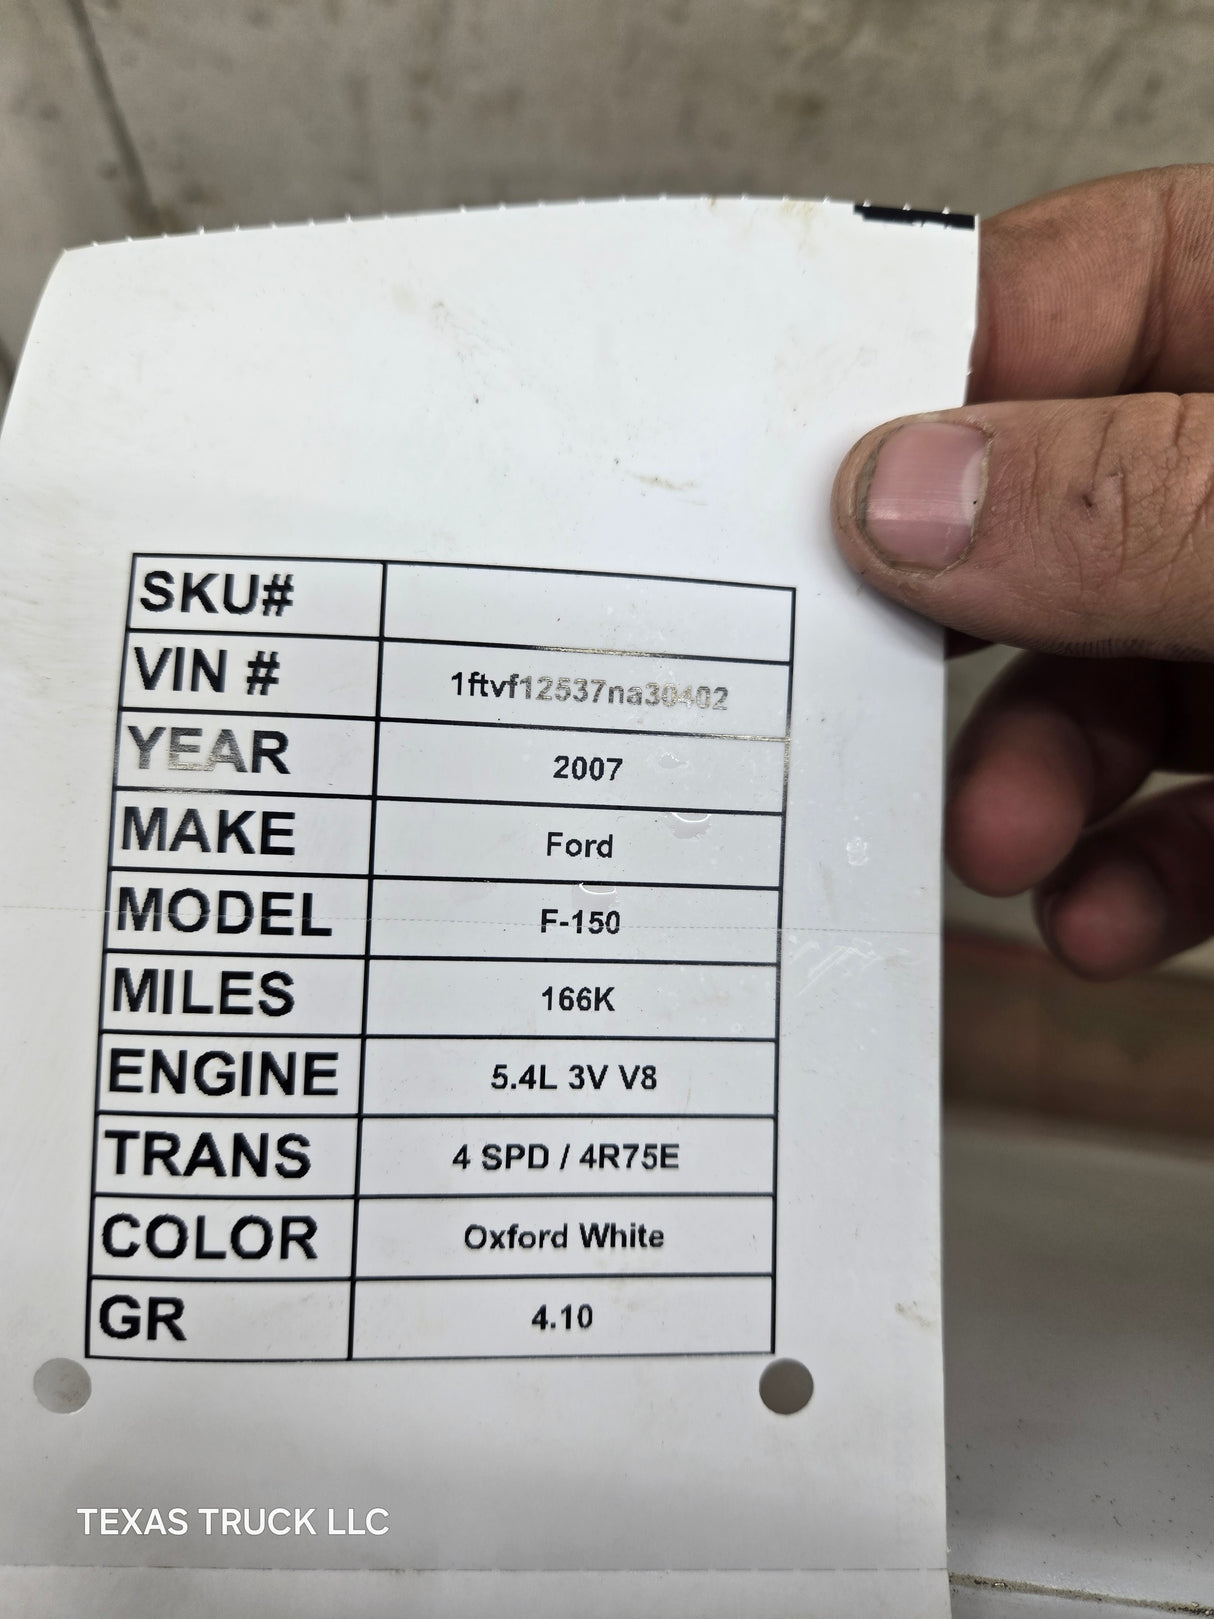 SKU#
VIN # 1ftvf12537na30402
YEAR 2007
MAKE Ford
MODEL F-150
MILES 166K
ENGINE 5.4L 3V V8
TRANS 4 SPD / 4R75E
COLOR Oxford White
GR 4.10
TEXAS TRUCK LLC